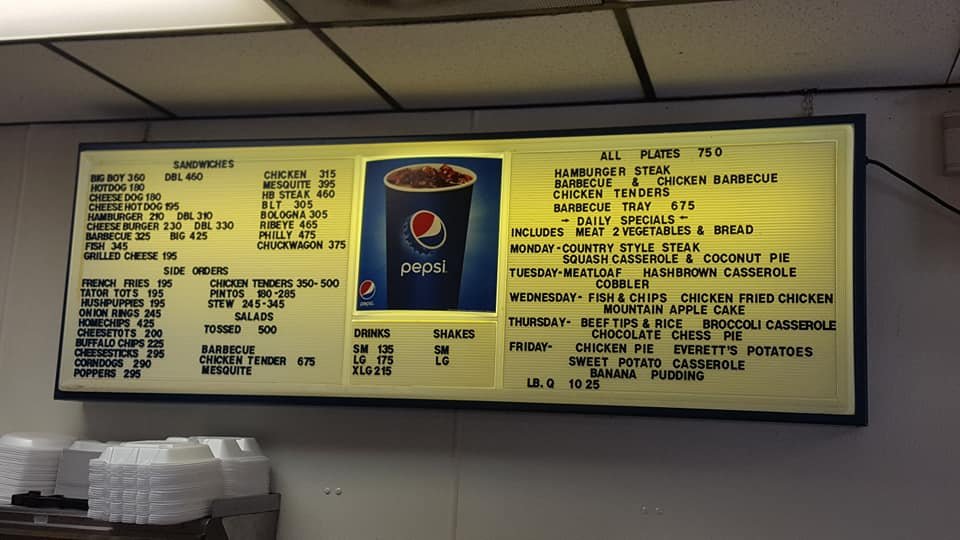 SANDWICHES
BIG BOY 360 DBL 460
HOTDOG 180
CHEESE DOG 180
CHEESE HOT DOG 195
HAMBURGER 210 DBL 310
CHEESE BURGER 230 DBL 330
BARBECUE 325 BIG 425
FISH 345
GRILLED CHEESE 195
CHICKEN 315
MESQUITE 395
HB STEAK 460
BLT 305
BOLOGNA 305
RIBEYE 465
PHILLY 475
CHUCKWAGON 375
SIDE ORDERS
FRENCH FRIES 195
TATOR TOTS 195
HUSHPUPPIES 195
ONION RINGS 245
HOMECHIPS 425
CHEESETOTS 200
BUFFALO CHIPS 225
CHEESESTICKS 295
CORNDOGS 290
POPPERS 295
CHICKEN TENDERS 350-500
PINTOS 180-285
STEW 245-345
SALADS
TOSSED 500
BARBECUE
CHICKEN TENDER 675
MESQUITE
pepsi
pepsi
DRINKS
SM 135
LG 175
XLG 215
SHAKES
SM
LG
ALL PLATES 750
HAMBURGER STEAK
BARBECUE & CHICKEN BARBECUE
CHICKEN TENDERS
BARBECUE TRAY 675
- DAILY SPECIALS -
INCLUDES MEAT 2 VEGETABLES & BREAD
MONDAY-COUNTRY STYLE STEAK
SQUASH CASSEROLE & COCONUT PIE
TUESDAY-MEATLOAF HASHBROWN CASSEROLE
COBBLER
WEDNESDAY- FISH & CHIPS CHICKEN FRIED CHICKEN
MOUNTAIN APPLE CAKE
THURSDAY- BEEF TIPS & RICE BROCCOLI CASSEROLE
CHOCOLATE CHESS PIE
FRIDAY- CHICKEN PIE EVERETT'S POTATOES
SWEET POTATO CASSEROLE
BANANA PUDDING
LB. Q 1025